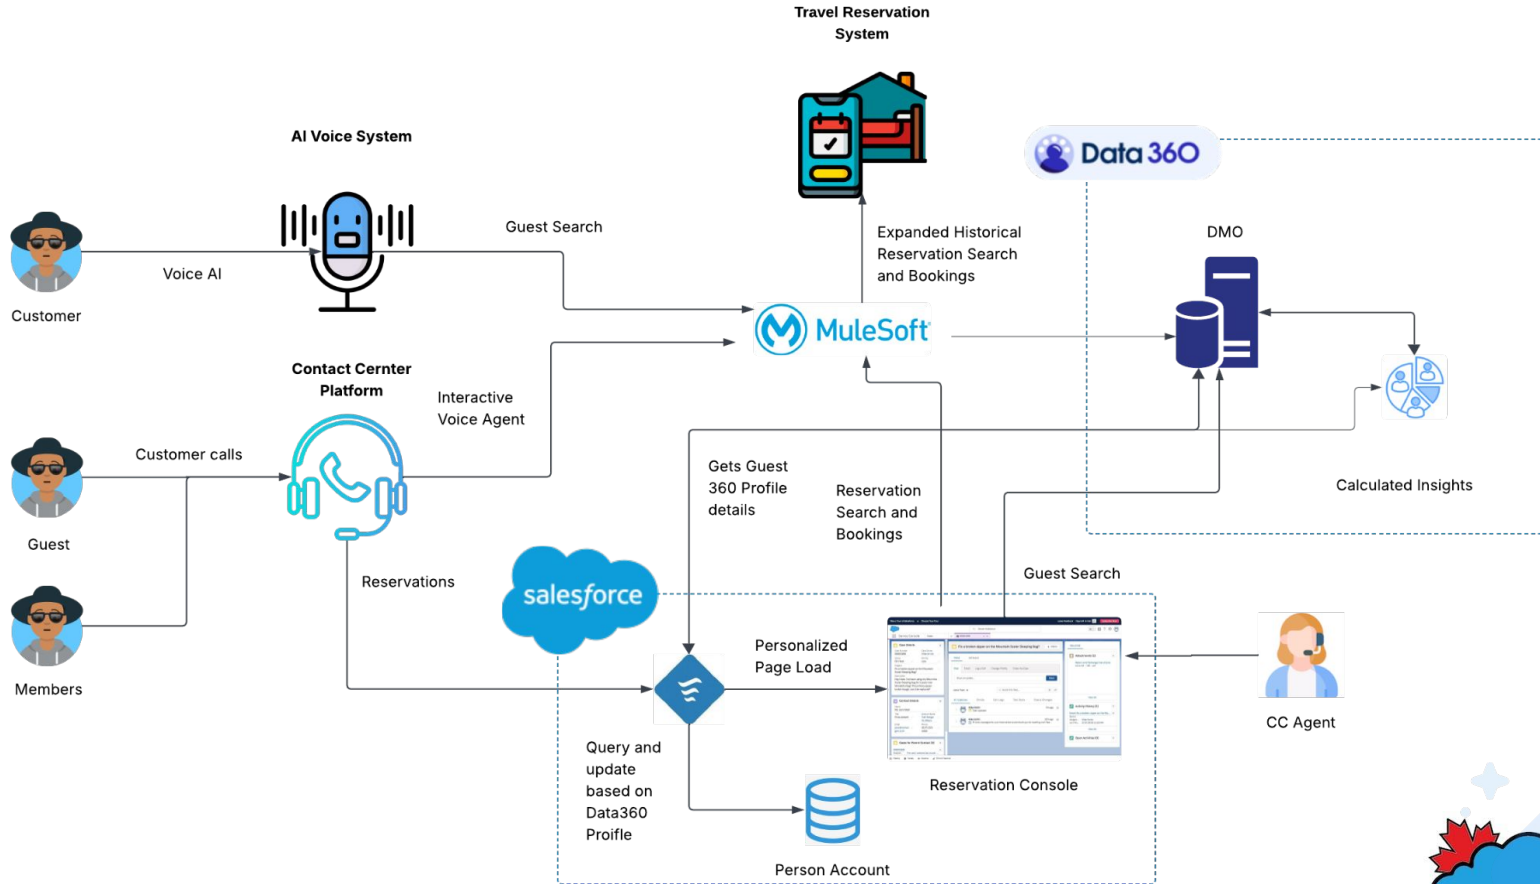 Travel Reservation
System
AI Voice System
Data 360
Guest Search
Expanded Historical
Reservation Search
and Bookings
DMO
Voice AI
Customer
MuleSoft
Contact Cernter
Platform
Interactive
Voice Agent
Customer calls
Gets Guest
360 Profile
details
Reservation
Search and
Bookings
Calculated Insights
Guest
Reservations
Guest Search
salesforce
Personalized
Page Load
Members
CC Agent
Query and
update
based on
Data360
Proifle
Reservation Console
Person Account